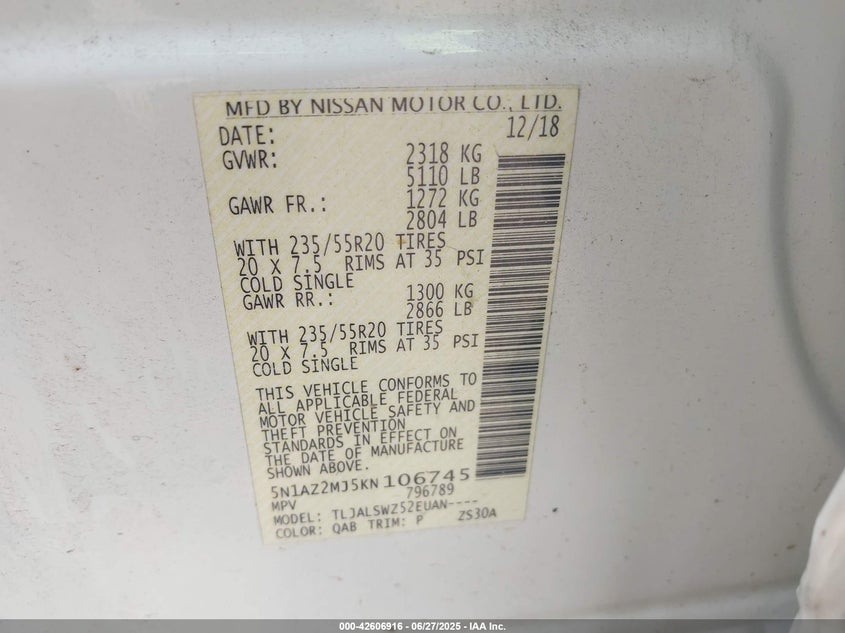 MFD BY NISSAN MOTOR CO., LTD.
DATE: 12/18
GVWR: 2318 KG
5110 LB
GAWR FR.: 1272 KG
2804 LB
WITH 235/55R20 TIRES
20 X 7.5 RIMS AT 35 PSI
COLD SINGLE
GAWR RR.: 1300 KG
2866 LB
WITH 235/55R20 TIRES
20 X 7.5 RIMS AT 35 PSI
COLD SINGLE
THIS VEHICLE CONFORMS TO
ALL APPLICABLE FEDERAL
MOTOR VEHICLE SAFETY AND
THEFT PREVENTION
STANDARDS IN EFFECT ON
THE DATE OF MANUFACTURE
SHOWN ABOVE.
5N1AZ2MJ5KN106745
MPV 796789
MODEL: TLJALSWZ52EUAN----
COLOR: QAB TRIM: P ZS30A
000-42606916 - 06/27/2025 - IAA Inc.